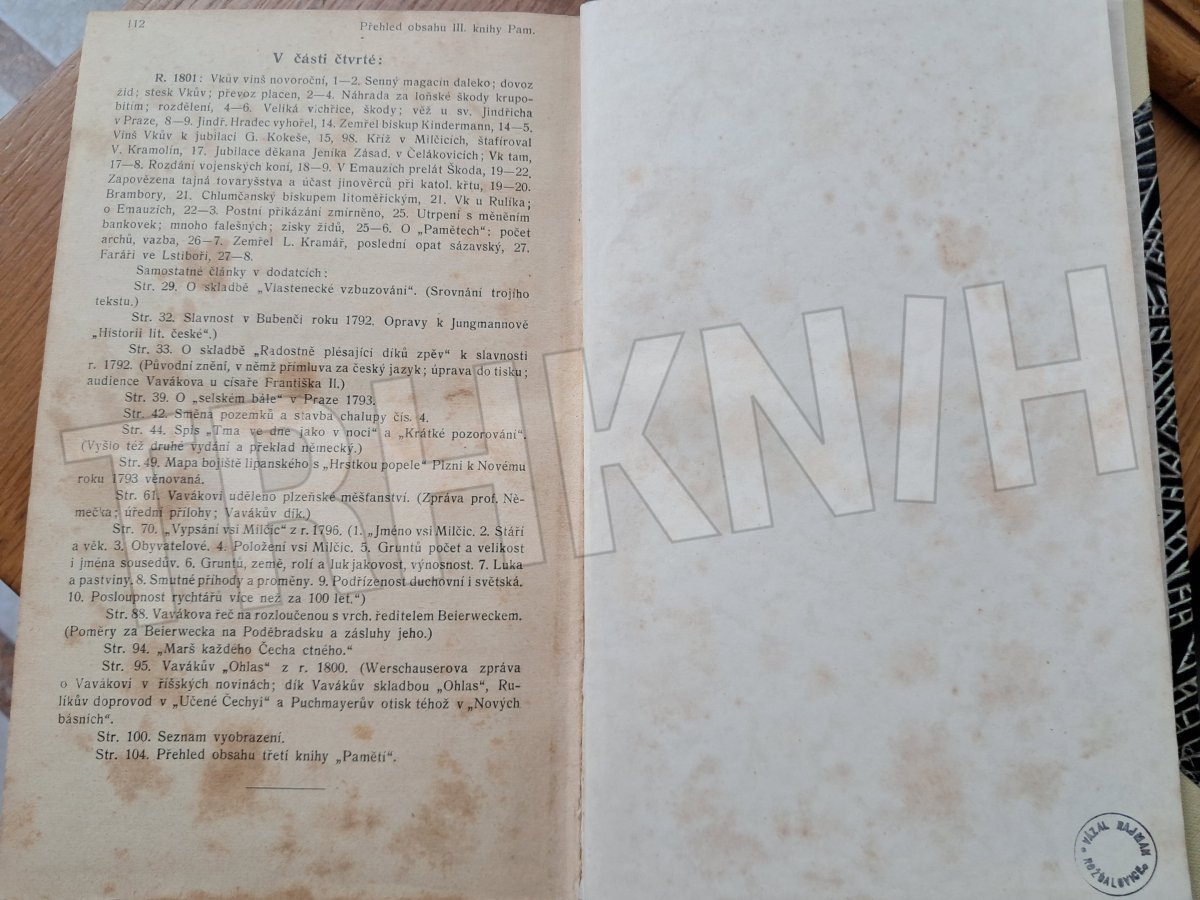 112 Přehled obsahu III. knihy Pam.
V části čtvrté:
R. 1801: Vkův vinš novoroční, 1—2. Senný magacin daleko; dovoz
žid; stesk Vkův; převoz placen, 2—4. Náhrada za loňské škody krupo-
bitím; rozdělení, 4—6. Veliká vichřice, škody; věž u sv. Jindřicha
v Praze, 8—9. Jindř. Hradec vyhořel, 14. Zemřel biskup Kindermann, 14—5.
Vinš Vkův k jubilaci G. Kokeše, 15, 98. Kříž v Milčicích, štafíroval
V. Kramolín, 17. Jubilace děkana Jeníka Zásad. v Čelákovicích; Vk tam,
17—8. Rozdání vojenských koní, 18—9. V Emauzích prelát Škoda, 19—22.
Zapovězena tajná tovaryšstva a účast jinověrců při katol. křtu, 19—20.
Brambory, 21. Chlumčanský biskupem litoměřickým, 21. Vk u Rulíka;
o Emauzích, 22—3. Postní přikázání zmírněno, 25. Utrpení s měněním
bankovek; mnoho falešných; zisky židů, 25—6. O „Pamětech“: počet
archů, vazba, 26—7. Zemřel L. Kramář, poslední opat sázavský, 27.
Faráři ve Lstiboři, 27—8.
Samostatné články v dodatcích:
Str. 29. O skladbě „Vlastenecké vzbuzování“. (Srovnání trojího
tekstu.)
Str. 32. Slavnost v Bubenči roku 1792. Opravy k Jungmannově
„Historii lit. české“.)
Str. 33. O skladbě „Radostně plésající díků zpěv“ k slavnosti
r. 1792. (Původní znění, v němž přímluva za český jazyk; úprava do tisku;
audience Vavákova u císaře Františka II.)
Str. 39. O „selském bále“ v Praze 1793.
Str. 42. Směna pozemků a stavba chalupy čís. 4.
Str. 44. Spis „Tma ve dne jako v noci“ a „Krátké pozorování“.
(Vyšlo též druhé vydání a překlad německý.)
Str. 49. Mapa bojiště lipanského s „Hrstkou popele“ Plzni k Novému
roku 1793 věnovaná.
Str. 61. Vavákovi uděleno plzeňské měšťanství. (Zpráva prof. Ně-
mečka; úřední přílohy; Vavákův dík.)
Str. 70. „Vypsání vsi Milčic“ z r. 1796. (1. „Jméno vsi Milčic. 2. Stáří
a věk. 3. Obyvatelové. 4. Položení vsi Milčic. 5. Gruntů počet a velikost
i jména sousedův. 6. Gruntů, země, rolí a luk jakovost, výnosnost. 7. Luka
a pastviny. 8. Smutné příhody a proměny. 9. Podřízenost duchovní i světská.
10. Posloupnost rychtářů více než za 100 let.“)
Str. 88. Vavákova řeč na rozloučenou s vrch. ředitelem Beierweckem.
(Poměry za Beierwecka na Poděbradsku a zásluhy jeho.)
Str. 94. „Marš každého Čecha ctného.“
Str. 95. Vavákův „Ohlas“ z r. 1800. (Werschauserova zpráva
o Vavákovi v říšských novinách; dík Vavákův skladbou „Ohlas“, Ru-
líkův doprovod v „Učené Čechyi“ a Puchmayerův otisk téhož v „Nových
básních“.
Str. 100. Seznam vyobrazení.
Str. 104. Přehled obsahu třetí knihy „Pamětí“.
TRHKNIH
VÁZAL RAJMAN
ROŽĎALOVICE